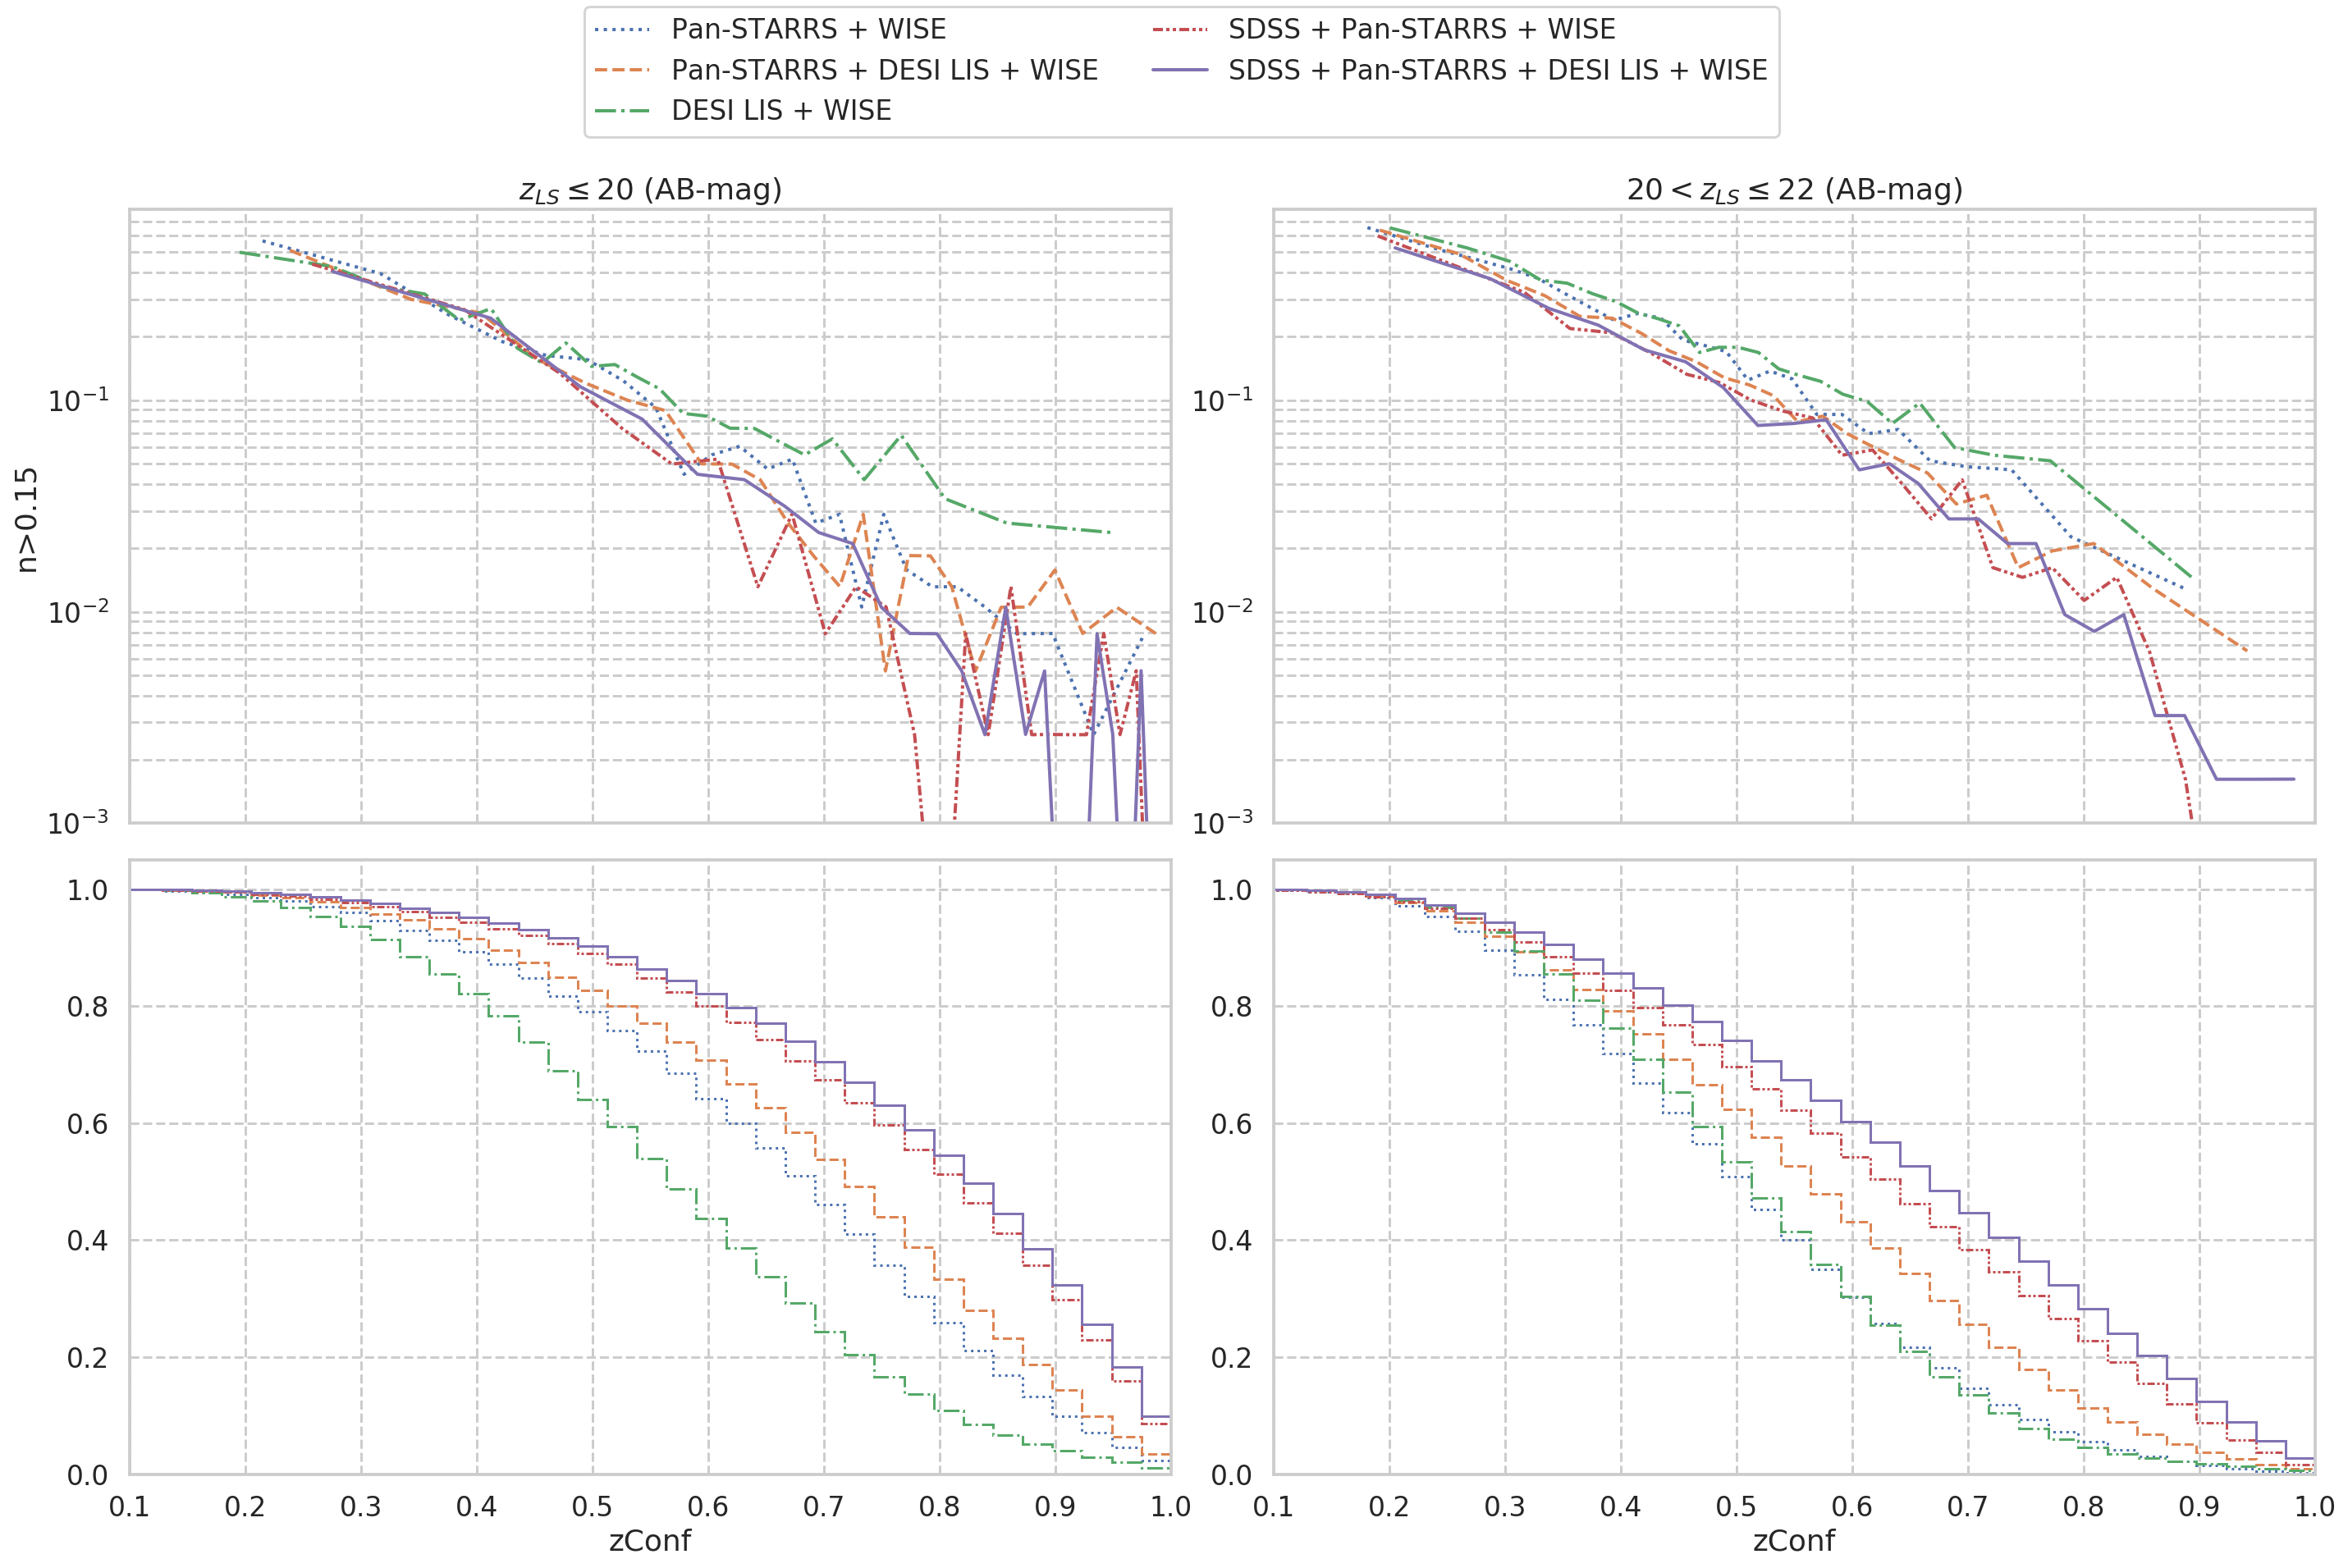 Pan-STARRS + WISE
Pan-STARRS + DESI LIS + WISE
DESI LIS + WISE
SDSS + Pan-STARRS + WISE
SDSS + Pan-STARRS + DESI LIS + WISE
z_{LS} ≤ 20 (AB-mag)
20 < z_{LS} ≤ 22 (AB-mag)
n>0.15
10^{-1}
10^{-2}
10^{-3}
10^{-1}
10^{-2}
10^{-3}
1.0
0.8
0.6
0.4
0.2
0.0
1.0
0.8
0.6
0.4
0.2
0.0
0.1 0.2 0.3 0.4 0.5 0.6 0.7 0.8 0.9 1.0
zConf
0.1 0.2 0.3 0.4 0.5 0.6 0.7 0.8 0.9 1.0
zConf